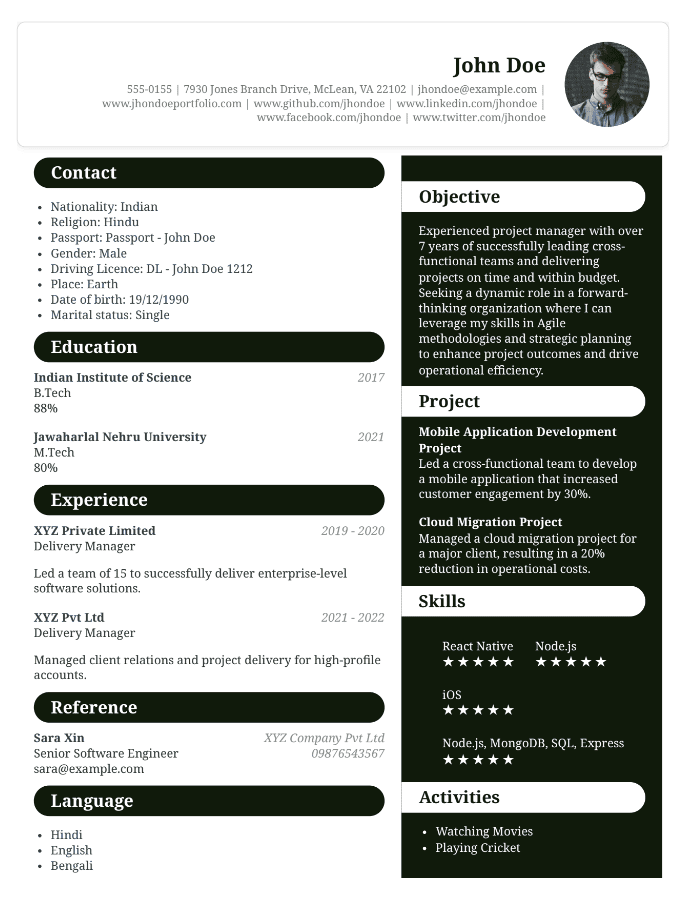 John Doe
555-0155 | 7930 Jones Branch Drive, McLean, VA 22102 | jhondoe@example.com |
www.jhondoeportfolio.com | www.github.com/jhondoe | www.linkedin.com/jhondoe |
www.facebook.com/jhondoe | www.twitter.com/jhondoe
Contact
• Nationality: Indian
• Religion: Hindu
• Passport: Passport - John Doe
• Gender: Male
• Driving Licence: DL - John Doe 1212
• Place: Earth
• Date of birth: 19/12/1990
• Marital status: Single
Education
Indian Institute of Science 2017
B.Tech
88%
Jawaharlal Nehru University 2021
M.Tech
80%
Experience
XYZ Private Limited 2019 - 2020
Delivery Manager
Led a team of 15 to successfully deliver enterprise-level
software solutions.
XYZ Pvt Ltd 2021 - 2022
Delivery Manager
Managed client relations and project delivery for high-profile
accounts.
Reference
Sara Xin XYZ Company Pvt Ltd
Senior Software Engineer 09876543567
sara@example.com
Language
• Hindi
• English
• Bengali
Objective
Experienced project manager with over
7 years of successfully leading cross-
functional teams and delivering
projects on time and within budget.
Seeking a dynamic role in a forward-
thinking organization where I can
leverage my skills in Agile
methodologies and strategic planning
to enhance project outcomes and drive
operational efficiency.
Project
Mobile Application Development
Project
Led a cross-functional team to develop
a mobile application that increased
customer engagement by 30%.
Cloud Migration Project
Managed a cloud migration project for
a major client, resulting in a 20%
reduction in operational costs.
Skills
React Native Node.js
★★★★★ ★★★★★
iOS
★★★★★
Node.js, MongoDB, SQL, Express
★★★★★
Activities
• Watching Movies
• Playing Cricket